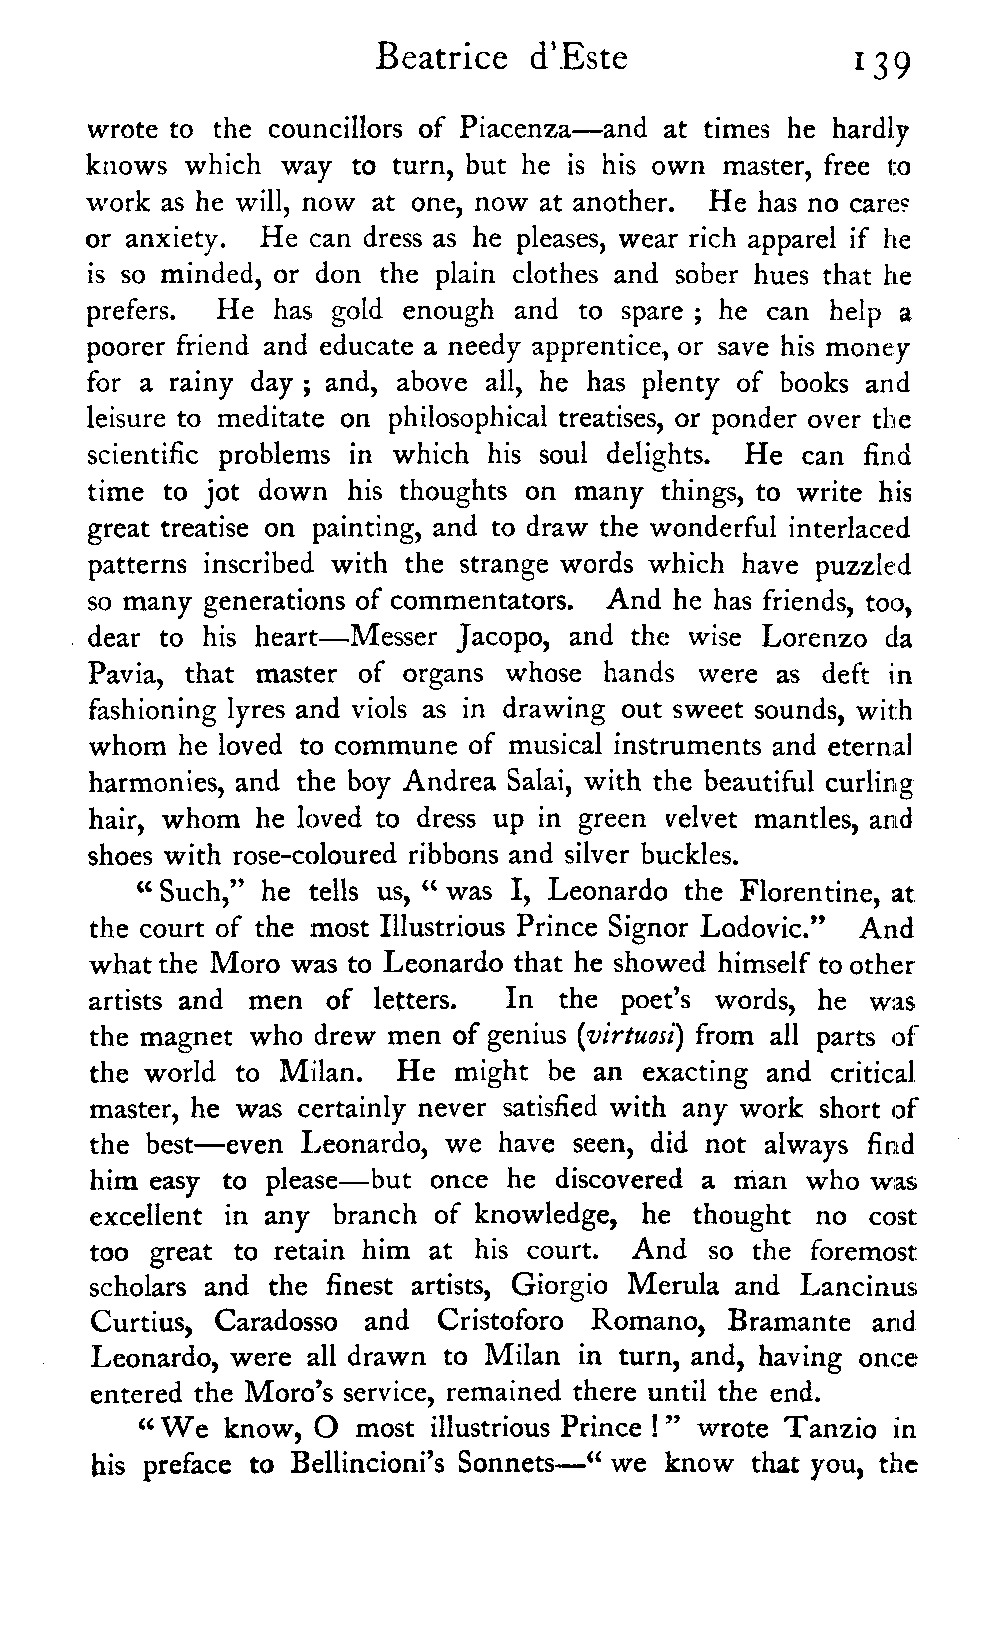 Beatrice d'Este 139
wrote to the councillors of Piacenza—and at times he hardly
knows which way to turn, but he is his own master, free to
work as he will, now at one, now at another. He has no cares
or anxiety. He can dress as he pleases, wear rich apparel if he
is so minded, or don the plain clothes and sober hues that he
prefers. He has gold enough and to spare ; he can help a
poorer friend and educate a needy apprentice, or save his money
for a rainy day ; and, above all, he has plenty of books and
leisure to meditate on philosophical treatises, or ponder over the
scientific problems in which his soul delights. He can find
time to jot down his thoughts on many things, to write his
great treatise on painting, and to draw the wonderful interlaced
patterns inscribed with the strange words which have puzzled
so many generations of commentators. And he has friends, too,
dear to his heart—Messer Jacopo, and the wise Lorenzo da
Pavia, that master of organs whose hands were as deft in
fashioning lyres and viols as in drawing out sweet sounds, with
whom he loved to commune of musical instruments and eternal
harmonies, and the boy Andrea Salai, with the beautiful curling
hair, whom he loved to dress up in green velvet mantles, and
shoes with rose-coloured ribbons and silver buckles.
“ Such,” he tells us, “ was I, Leonardo the Florentine, at
the court of the most Illustrious Prince Signor Lodovic.” And
what the Moro was to Leonardo that he showed himself to other
artists and men of letters. In the poet's words, he was
the magnet who drew men of genius (virtuosi) from all parts of
the world to Milan. He might be an exacting and critical
master, he was certainly never satisfied with any work short of
the best—even Leonardo, we have seen, did not always find
him easy to please—but once he discovered a man who was
excellent in any branch of knowledge, he thought no cost
too great to retain him at his court. And so the foremost
scholars and the finest artists, Giorgio Merula and Lancinus
Curtius, Caradosso and Cristoforo Romano, Bramante and
Leonardo, were all drawn to Milan in turn, and, having once
entered the Moro's service, remained there until the end.
“ We know, O most illustrious Prince ! ” wrote Tanzio in
his preface to Bellincioni's Sonnets—“ we know that you, the